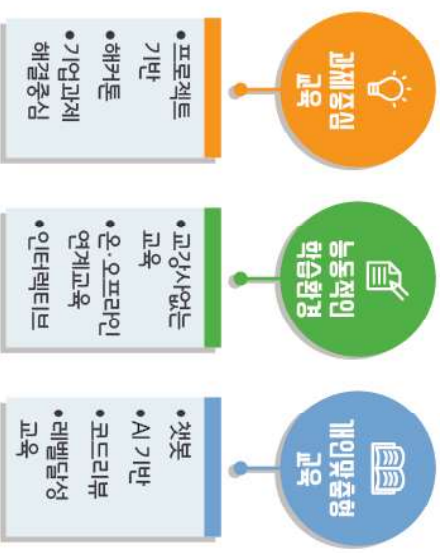 과제중심
교육
• 프로젝트
기반
• 해커톤
• 기업과제
해결중심
능동적인
학습환경
• 교강사없는
교육
• 온·오프라인
연계교육
• 인터랙티브
개인맞춤형
교육
• 챗봇
• AI 기반
코드리뷰
• 레벨달성
교육